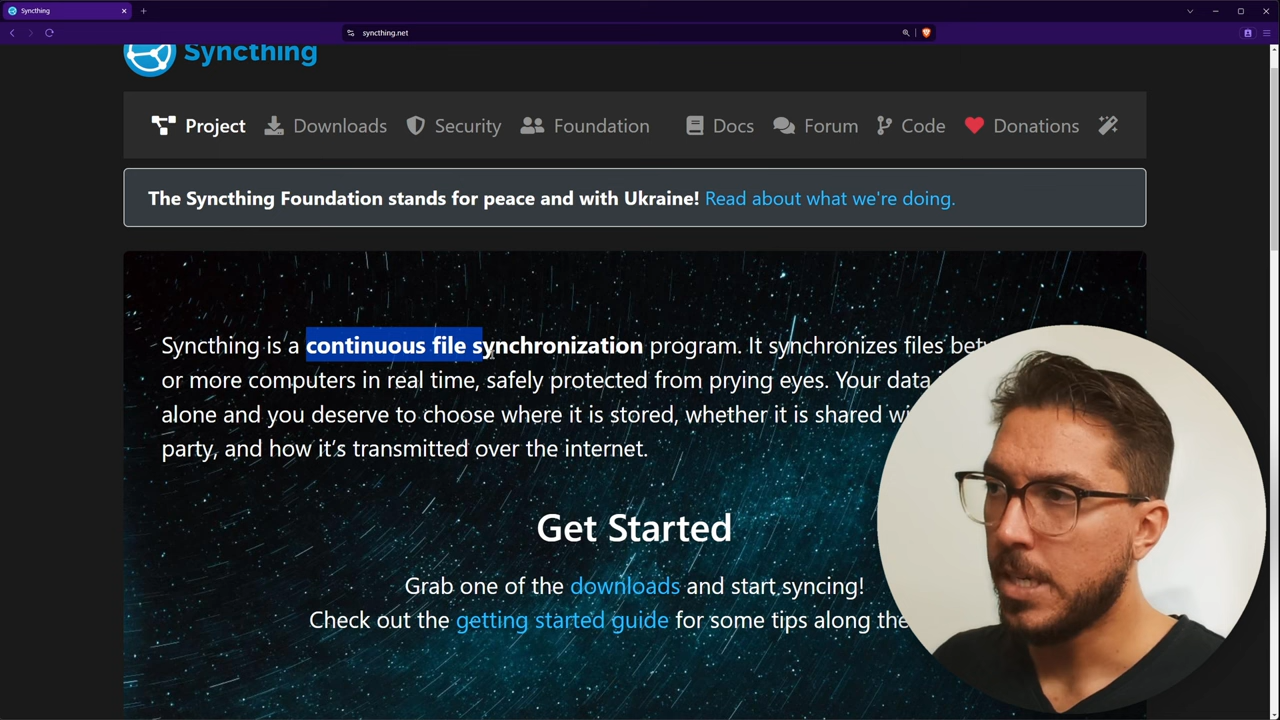 Syncthing
syncthing.net
Syncthing
Project Downloads Security Foundation Docs Forum Code Donations
The Syncthing Foundation stands for peace and with Ukraine! Read about what we're doing.
Syncthing is a continuous file synchronization program. It synchronizes files
or more computers in real time, safely protected from prying eyes. Your data
alone and you deserve to choose where it is stored, whether it is shared
party, and how it's transmitted over the internet.
Get Started
Grab one of the downloads and start syncing!
Check out the getting started guide for some tips along the